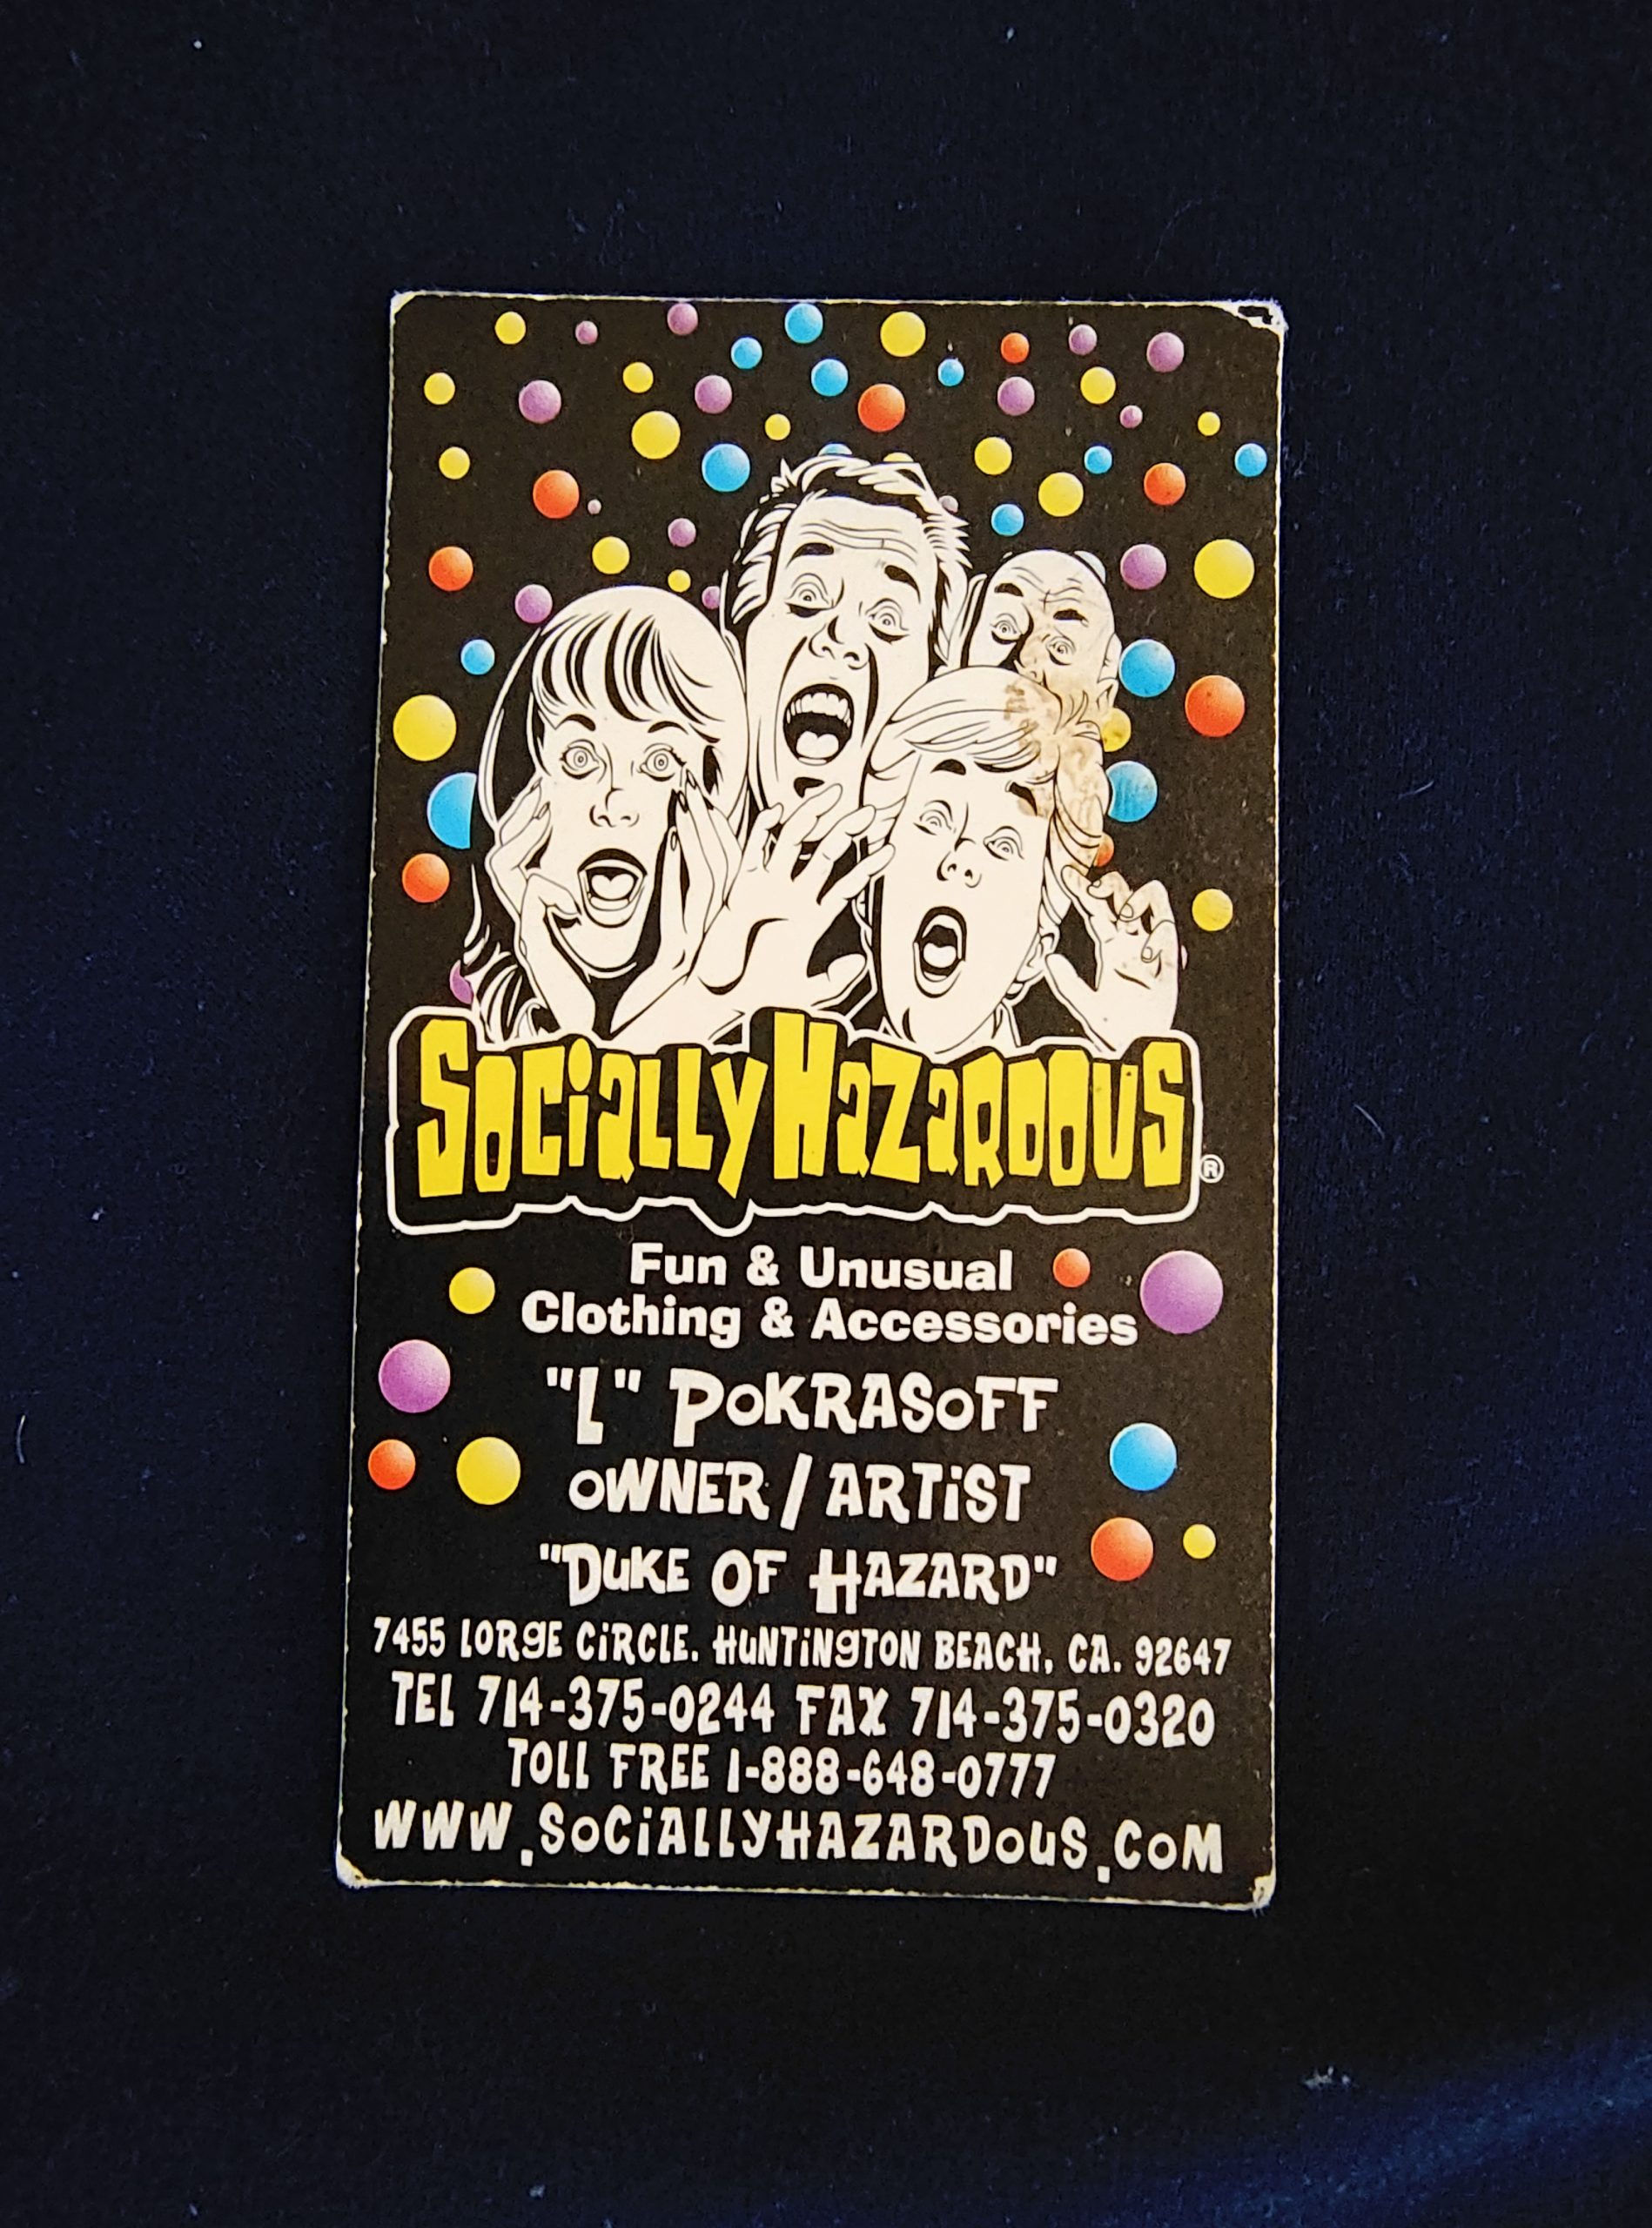 SociallyHazardous®
Fun & Unusual
Clothing & Accessories
"L" POKRASOFF
OWNER / ARTIST
"DUKE OF HAZARD"
7455 LORGE CIRCLE. HUNTINGTON BEACH, CA. 92647
TEL 714-375-0244 FAX 714-375-0320
TOLL FREE 1-888-648-0777
WWW.SOCIALLYHAZARDOUS.COM